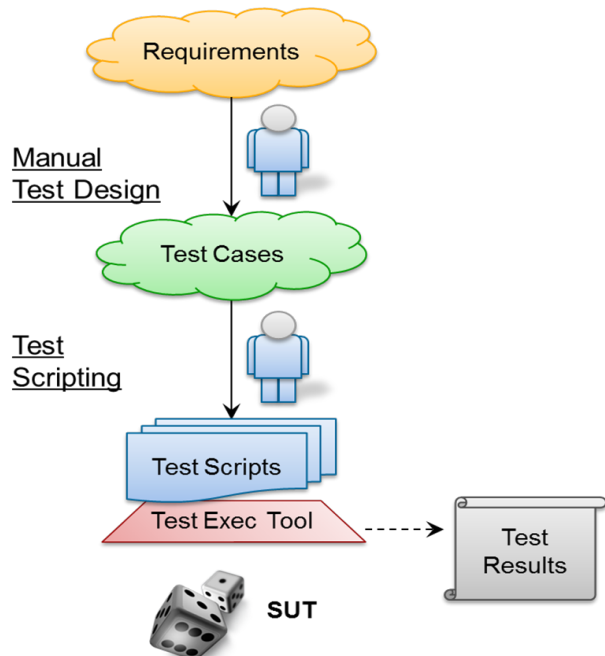 Requirements
Manual
Test Design
Test Cases
Test
Scripting
Test Scripts
Test Exec Tool
Test
Results
SUT